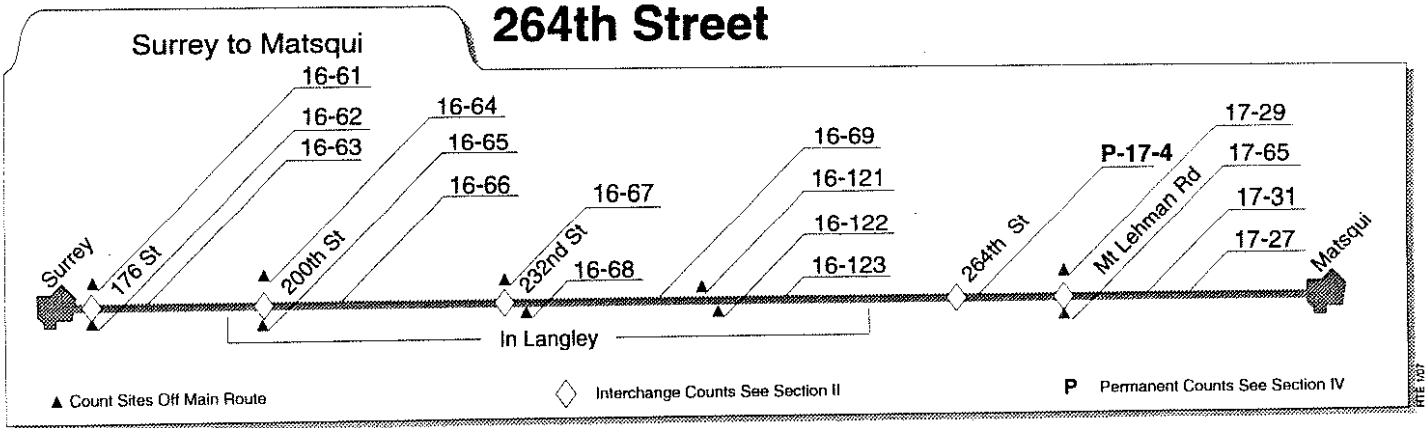 264th Street
Surrey to Matsqui
16-61
16-62
16-63
16-64
16-65
16-66
16-67
16-68
16-69
16-121
16-122
16-123
P-17-4
17-29
17-65
17-31
17-27
Surrey
176 St
200th St
232nd St
264th St
Mt Lehman Rd
Matsqui
In Langley
▲ Count Sites Off Main Route
Interchange Counts See Section II
P Permanent Counts See Section IV
RTE 1/07